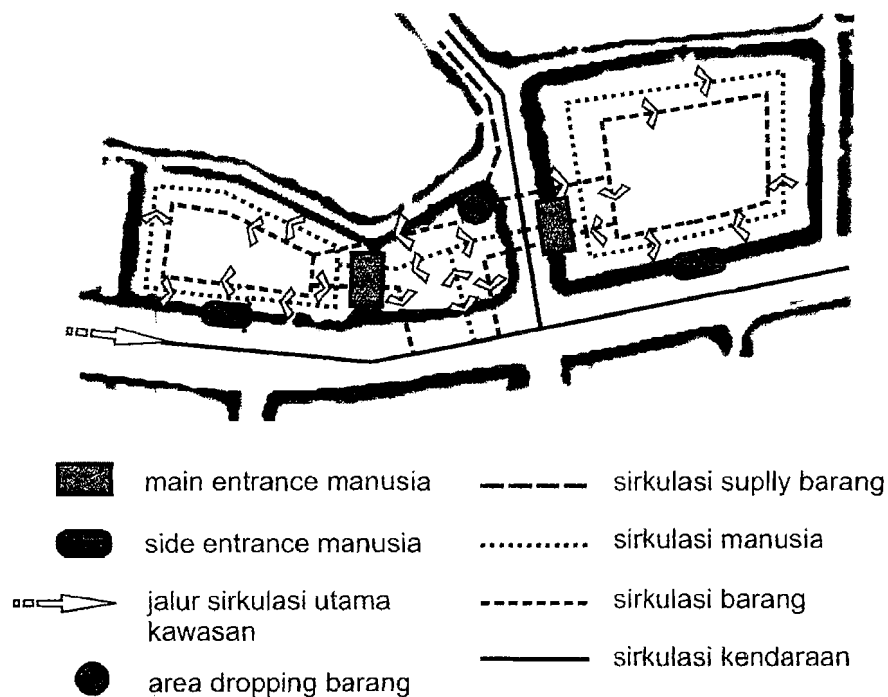 main entrance manusia
side entrance manusia
jalur sirkulasi utama
kawasan
area dropping barang
sirkulasi suplly barang
sirkulasi manusia
sirkulasi barang
sirkulasi kendaraan